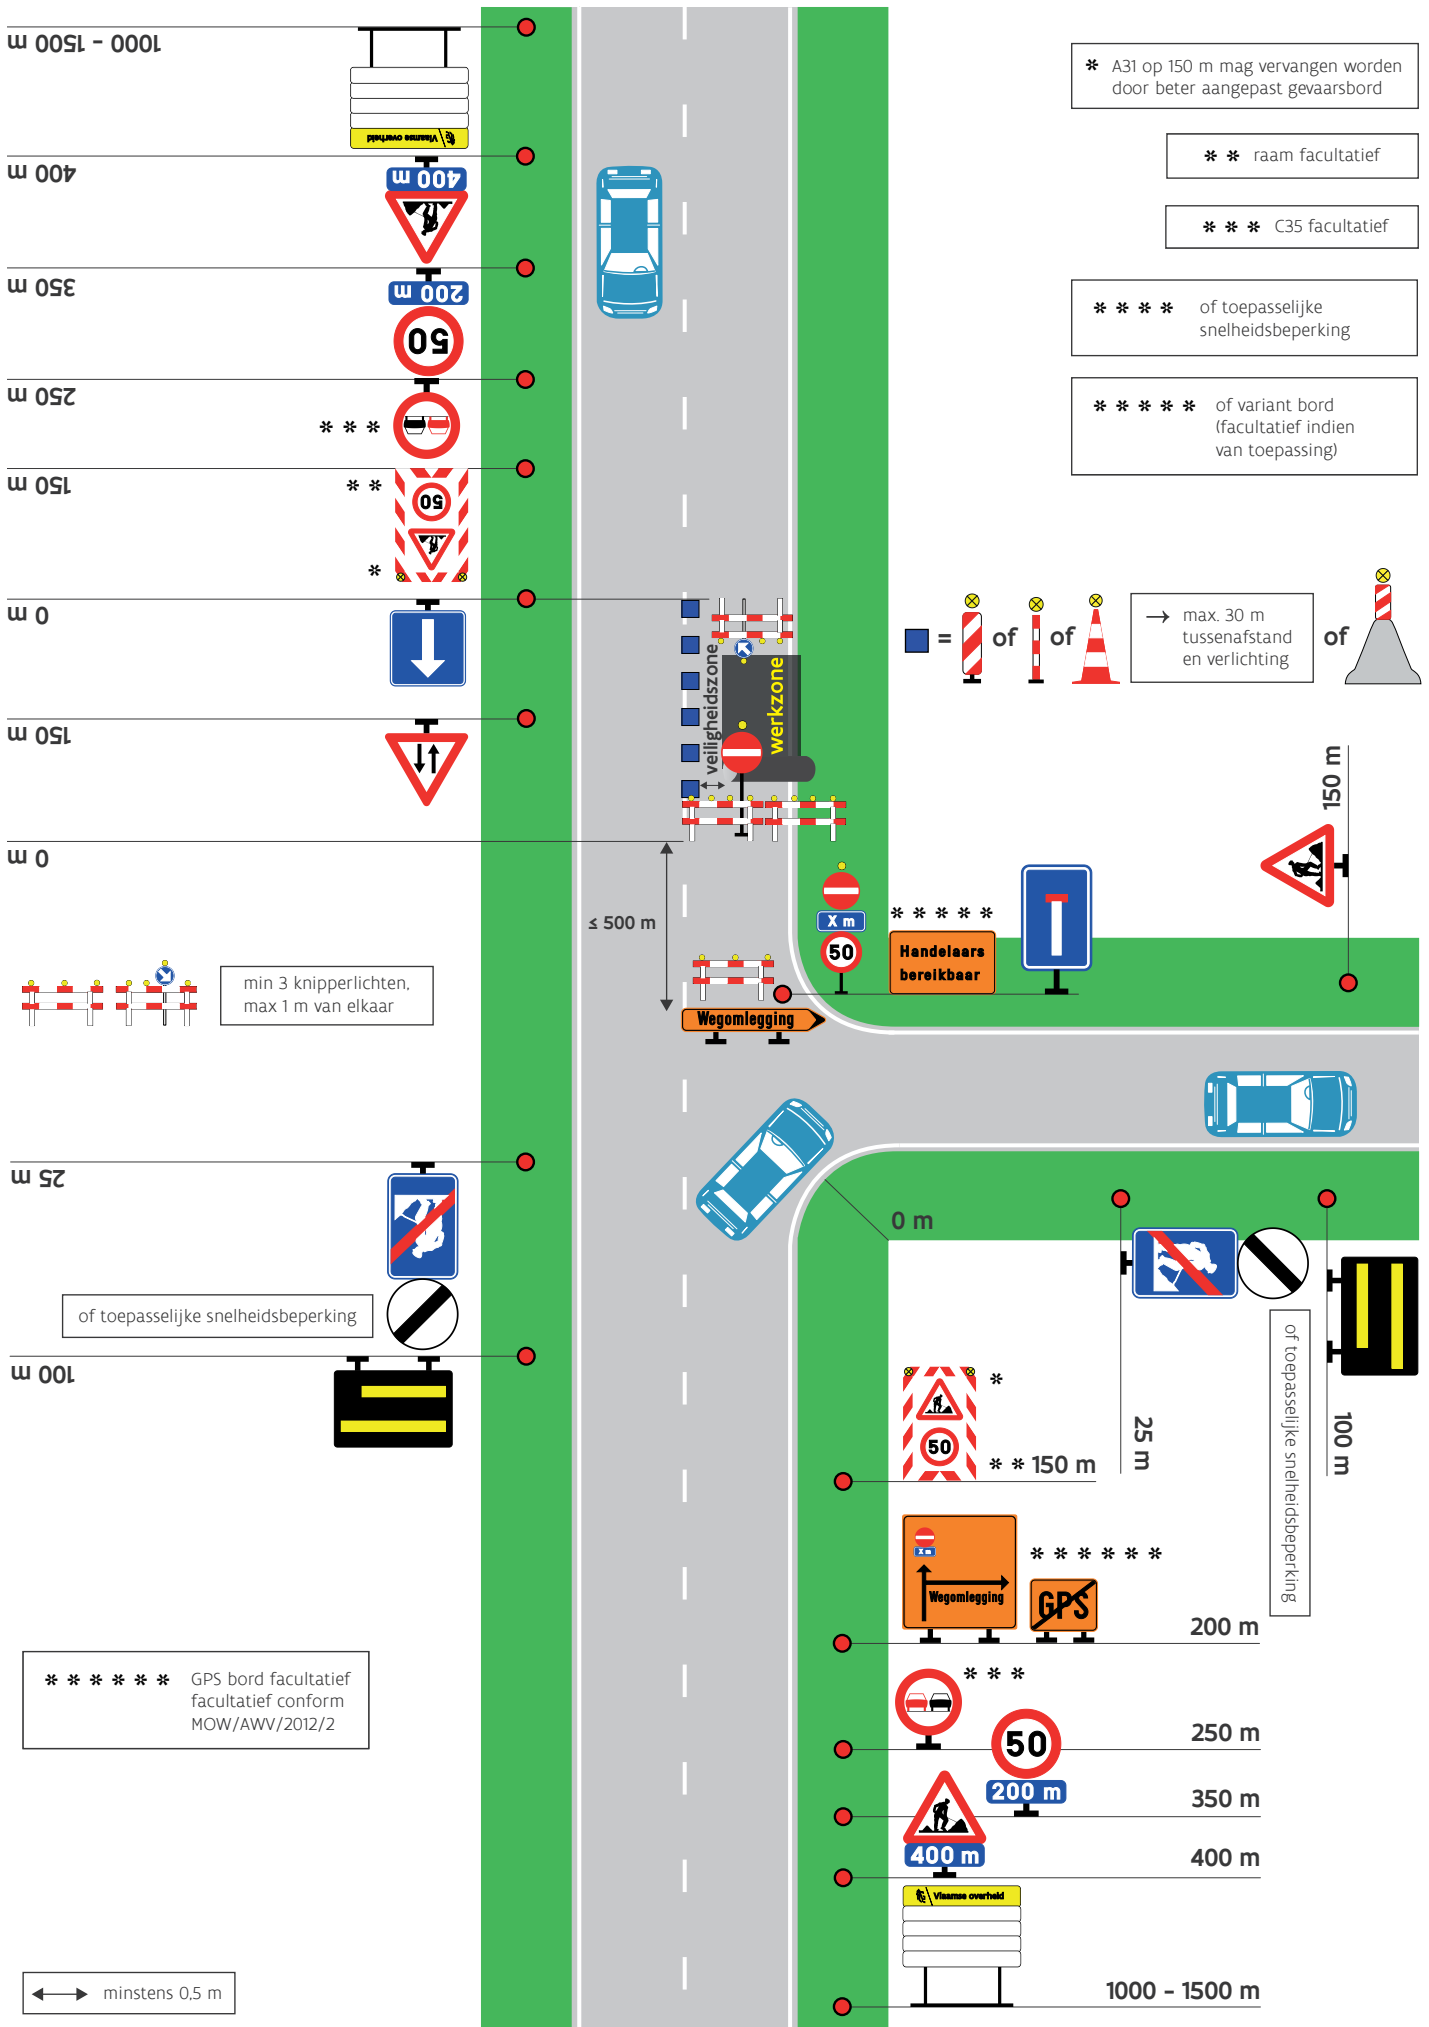 1000 - 1500 m
Vlaamse overheid
400 m
400 m
350 m
200 m
50
250 m
* * *
150 m
* *
50
*
0 m
150 m
0 m
* A31 op 150 m mag vervangen worden
door beter aangepast gevaarsbord
* * raam facultatief
* * * C35 facultatief
* * * * of toepasselijke
snelheidsbeperking
* * * * * of variant bord
(facultatief indien
van toepassing)
= of of
→ max. 30 m
tussenafstand
en verlichting
of
veiligheidszone
werkzone
150 m
≤ 500 m
X m
50
* * * * *
Handelaars
bereikbaar
Wegomlegging
min 3 knipperlichten,
max 1 m van elkaar
25 m
of toepasselijke snelheidsbeperking
100 m
0 m
25 m
of toepasselijke snelheidsbeperking
100 m
*
50
* * 150 m
X m
Wegomlegging
* * * * * *
GPS
200 m
* * * * * * GPS bord facultatief
facultatief conform
MOW/AWV/2012/2
* * *
250 m
50
200 m
350 m
400 m
400 m
Vlaamse overheid
1000 - 1500 m
minstens 0,5 m